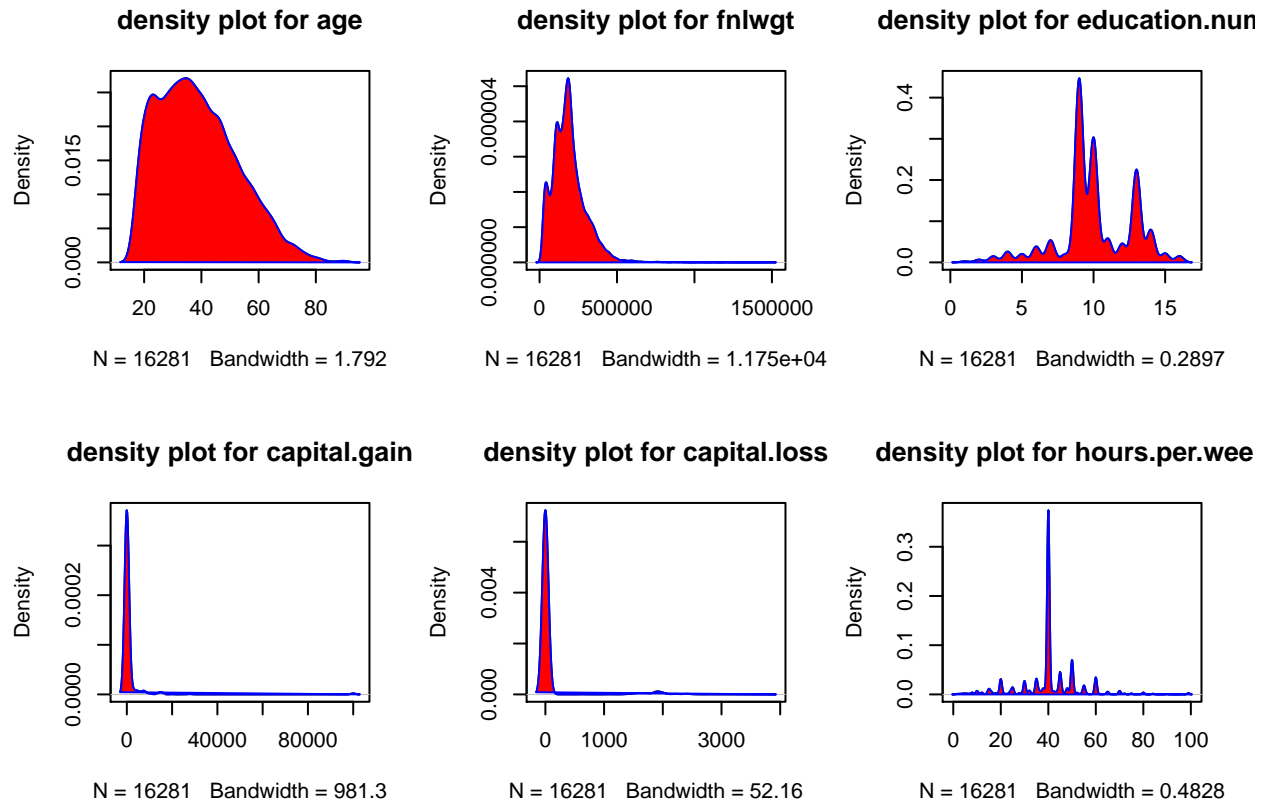 density plot for age
Density
0.000
0.015
20 40 60 80
N = 16281 Bandwidth = 1.792
density plot for fnlwgt
Density
0.000000
0.000004
0 500000 1500000
N = 16281 Bandwidth = 1.175e+04
density plot for education.num
Density
0.0
0.2
0.4
0 5 10 15
N = 16281 Bandwidth = 0.2897
density plot for capital.gain
Density
0.0000
0.0002
0 40000 80000
N = 16281 Bandwidth = 981.3
density plot for capital.loss
Density
0.000
0.004
0 1000 3000
N = 16281 Bandwidth = 52.16
density plot for hours.per.wee
Density
0.0
0.1
0.2
0.3
0 20 40 60 80 100
N = 16281 Bandwidth = 0.4828